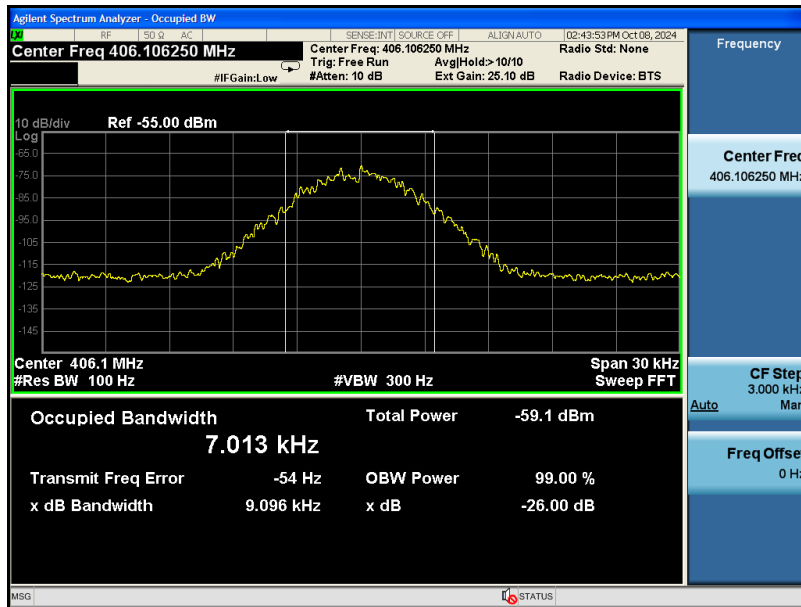 Agilent Spectrum Analyzer - Occupied BW
LXI RF 50 Ω AC SENSE:INT SOURCE OFF ALIGN AUTO 02:43:53 PM Oct 08, 2024
Center Freq 406.106250 MHz
Center Freq: 406.106250 MHz
Radio Std: None
Trig: Free Run Avg|Hold:>10/10
#IFGain:Low #Atten: 10 dB Ext Gain: 25.10 dB Radio Device: BTS
10 dB/div Ref -55.00 dBm
Log
-65.0
-75.0
-85.0
-95.0
-105
-115
-125
-135
-145
Center 406.1 MHz Span 30 kHz
#Res BW 100 Hz #VBW 300 Hz Sweep FFT
Occupied Bandwidth Total Power -59.1 dBm
7.013 kHz
Transmit Freq Error -54 Hz OBW Power 99.00 %
x dB Bandwidth 9.096 kHz x dB -26.00 dB
MSG STATUS
Frequency
Center Freq
406.106250 MHz
CF Step
3.000 kHz
Auto Man
Freq Offset
0 Hz